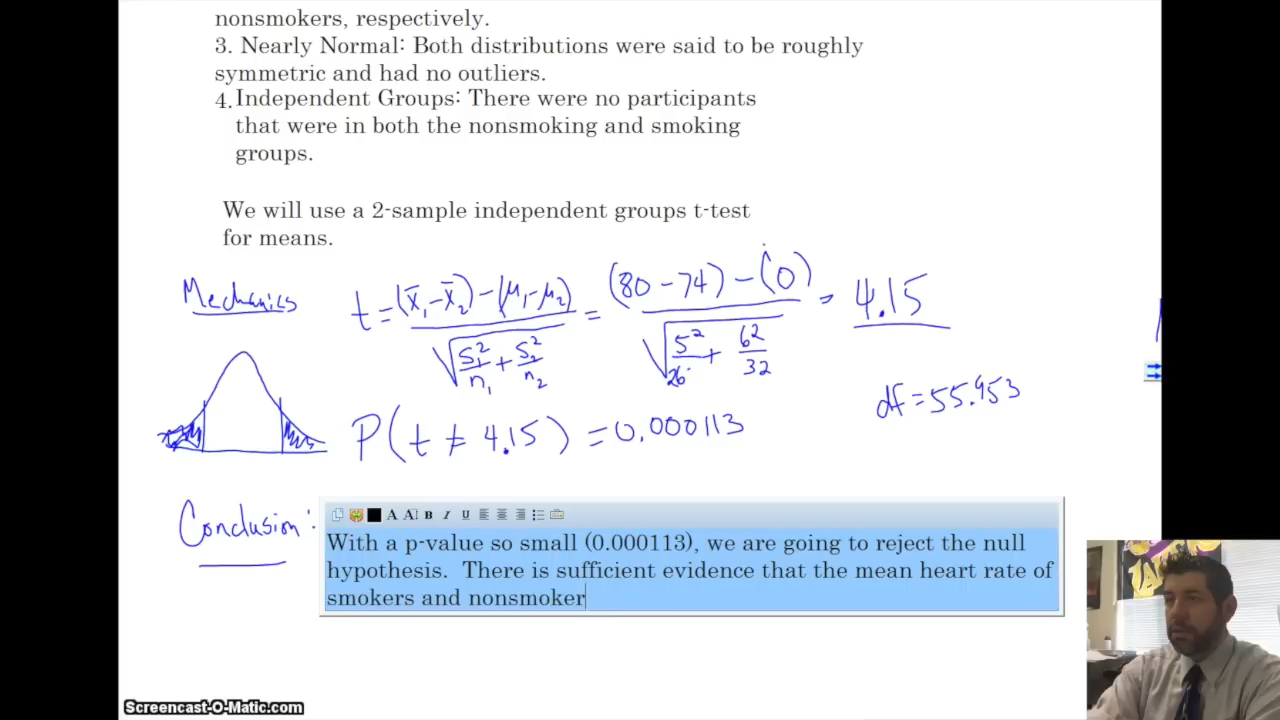 nonsmokers, respectively.
3. Nearly Normal: Both distributions were said to be roughly
symmetric and had no outliers.
4. Independent Groups: There were no participants
that were in both the nonsmoking and smoking
groups.
We will use a 2-sample independent groups t-test
for means.
Mechanics
t = (x̄₁-x̄₂) - (μ₁-μ₂) / √(S₁²/n₁ + S₂²/n₂) = (80 - 74) - (0) / √(5²/26 + 6²/32) = 4.15
df = 55.953
P(t ≠ 4.15) = 0.000113
Conclusion:
A A B I U
With a p-value so small (0.000113), we are going to reject the null
hypothesis. There is sufficient evidence that the mean heart rate of
smokers and nonsmoker
Screencast-O-Matic.com